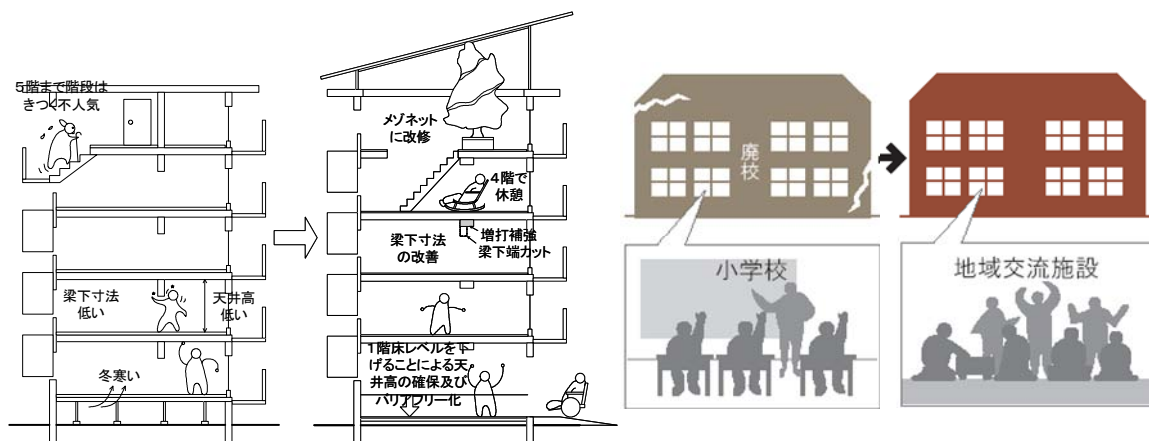 5階まで階段は
きつく不人気
梁下寸法
低い
天井高
低い
冬寒い
メゾネット
に改修
4階で
休憩
梁下寸法
の改善
増打補強
梁下端カット
1階床レベルを下
げることによる天
井高の確保及び
バリアフリー化
廃校
小学校
地域交流施設